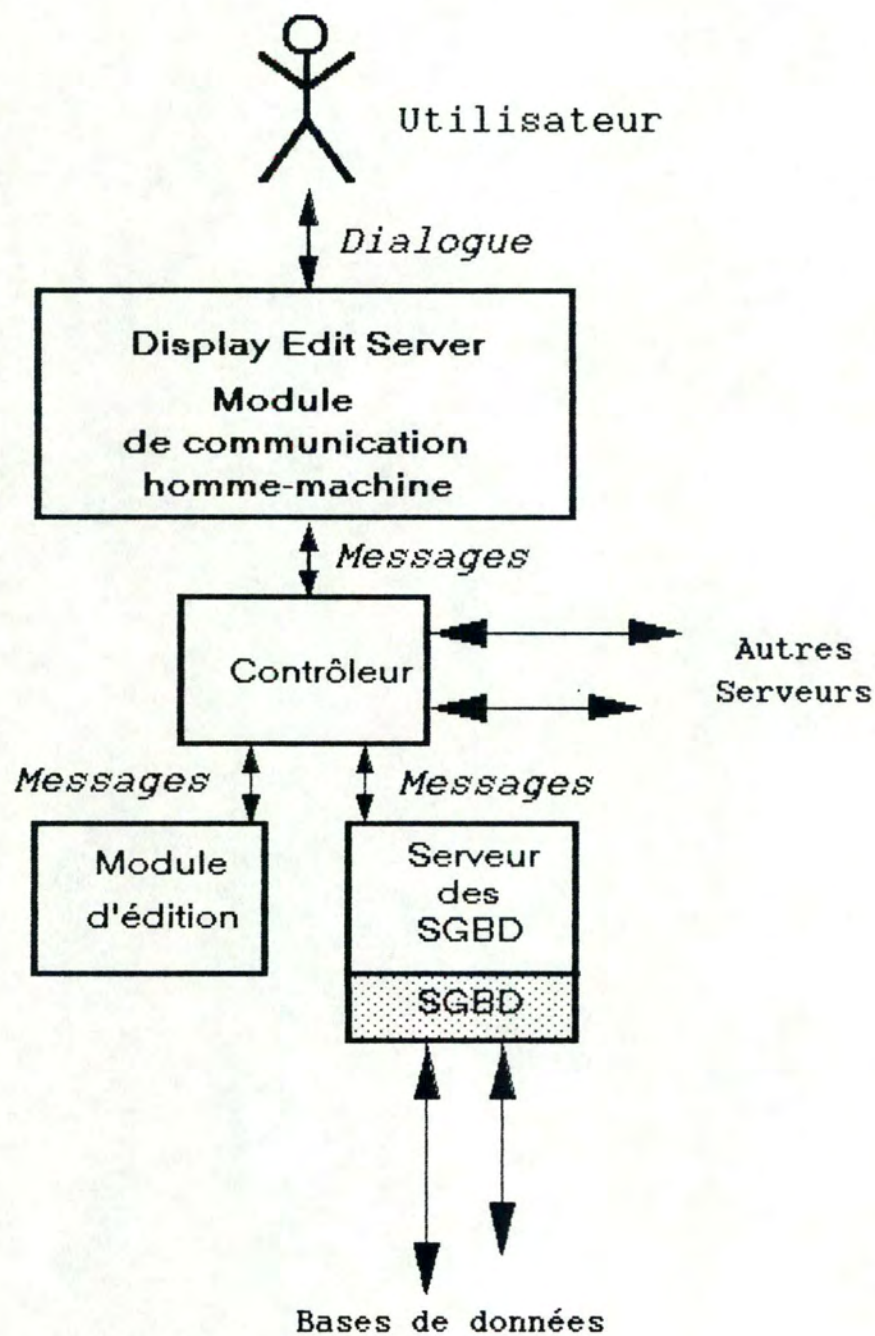 Utilisateur
Dialogue
Display Edit Server
Module
de communication
homme-machine
Messages
Contrôleur
Autres
Serveurs
Messages
Messages
Module
d'édition
Serveur
des
SGBD
SGBD
Bases de données